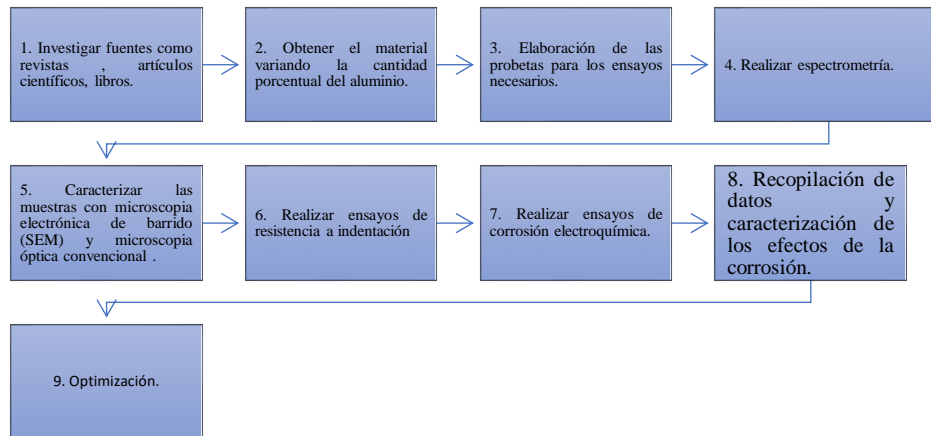 1. Investigar fuentes como
revistas , artículos
científicos, libros.
2. Obtener el material
variando la cantidad
porcentual del aluminio.
3. Elaboración de las
probetas para los ensayos
necesarios.
4. Realizar espectrometría.
5. Caracterizar las
muestras con microscopia
electrónica de barrido
(SEM) y microscopia
óptica convencional .
6. Realizar ensayos de
resistencia a indentación
7. Realizar ensayos de
corrosión electroquímica.
8. Recopilación de
datos y
caracterización de
los efectos de la
corrosión.
9. Optimización.